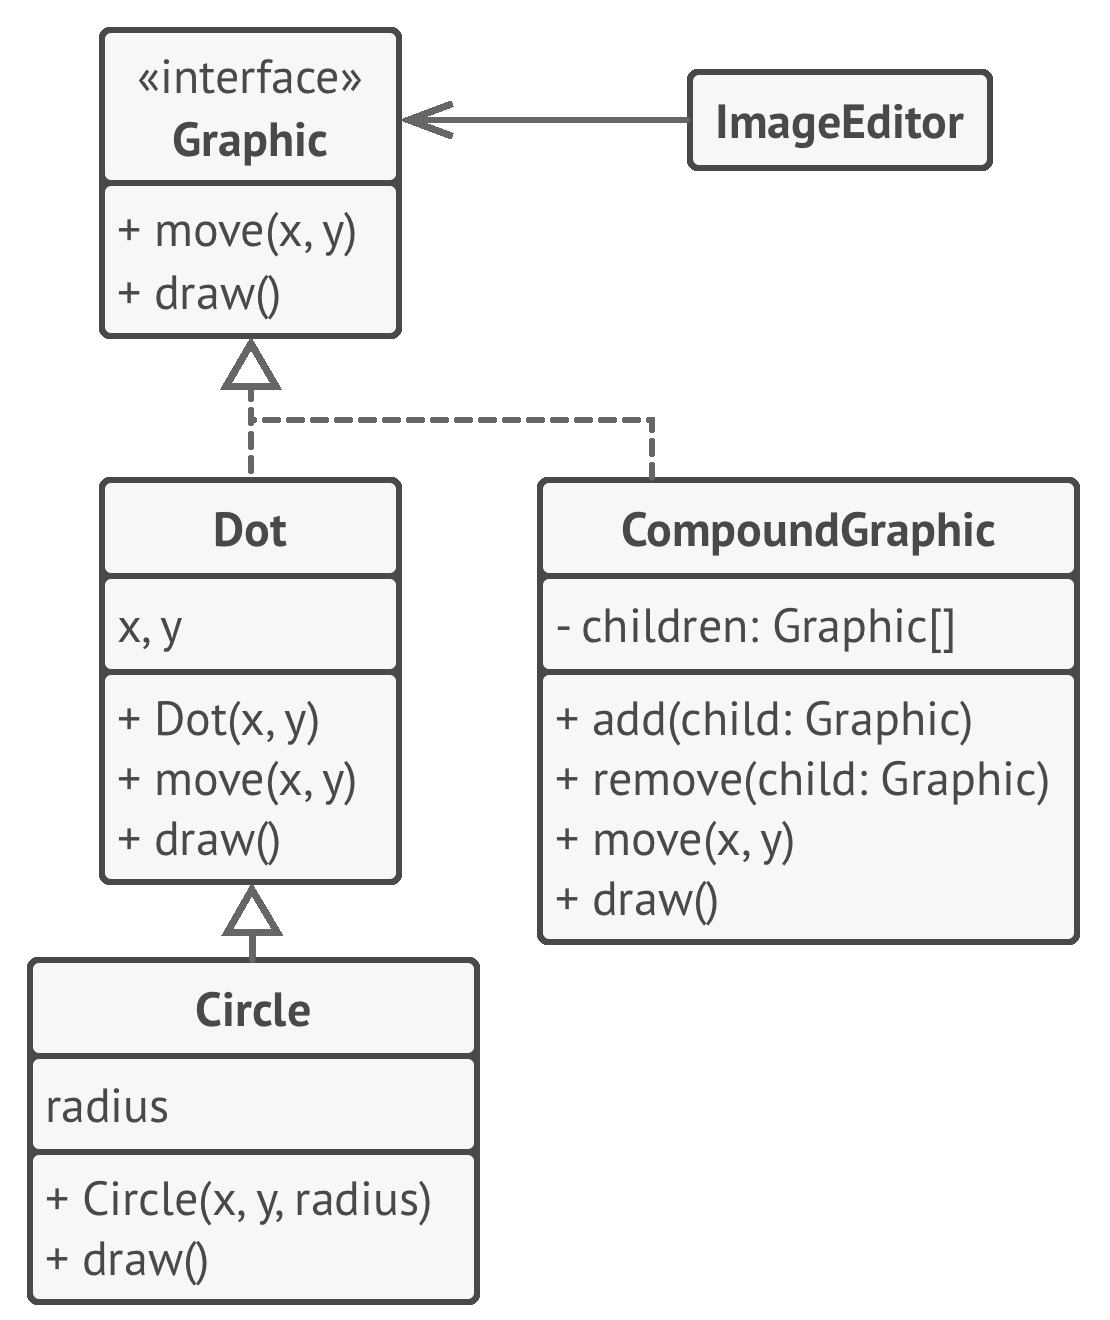 «interface»
Graphic
+ move(x, y)
+ draw()
ImageEditor
Dot
x, y
+ Dot(x, y)
+ move(x, y)
+ draw()
CompoundGraphic
- children: Graphic[]
+ add(child: Graphic)
+ remove(child: Graphic)
+ move(x, y)
+ draw()
Circle
radius
+ Circle(x, y, radius)
+ draw()